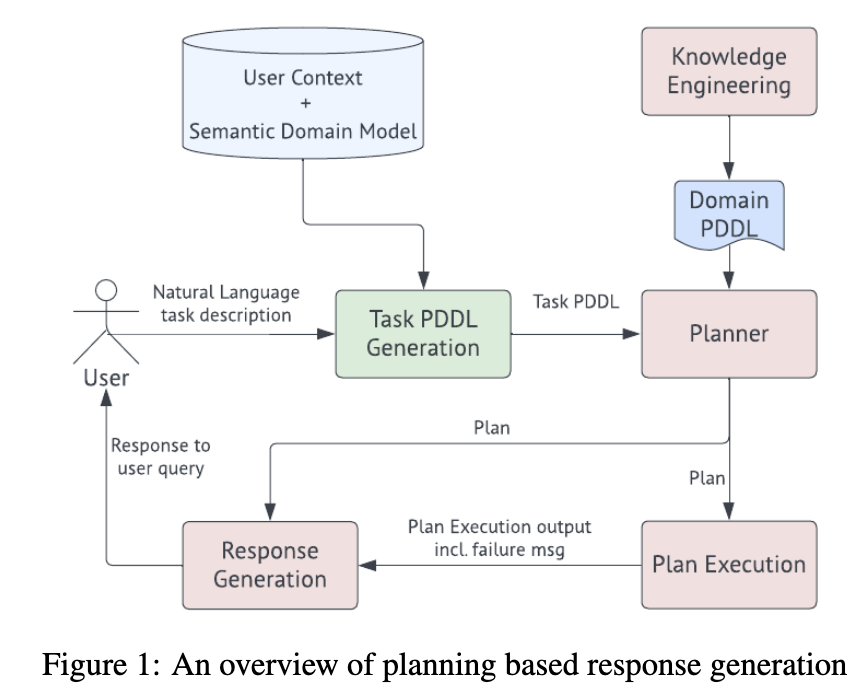 User Context
+
Semantic Domain Model
Knowledge
Engineering
Domain
PDDL
Natural Language
task description
Task PDDL
Generation
Task PDDL
Planner
User
Response to
user query
Plan
Plan
Response
Generation
Plan Execution output
incl. failure msg
Plan Execution
Figure 1: An overview of planning based response generation